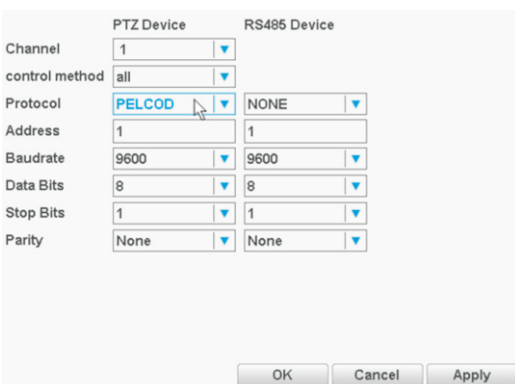 PTZ Device RS485 Device
Channel 1
control method all
Protocol PELCOD NONE
Address 1 1
Baudrate 9600 9600
Data Bits 8 8
Stop Bits 1 1
Parity None None
OK Cancel Apply